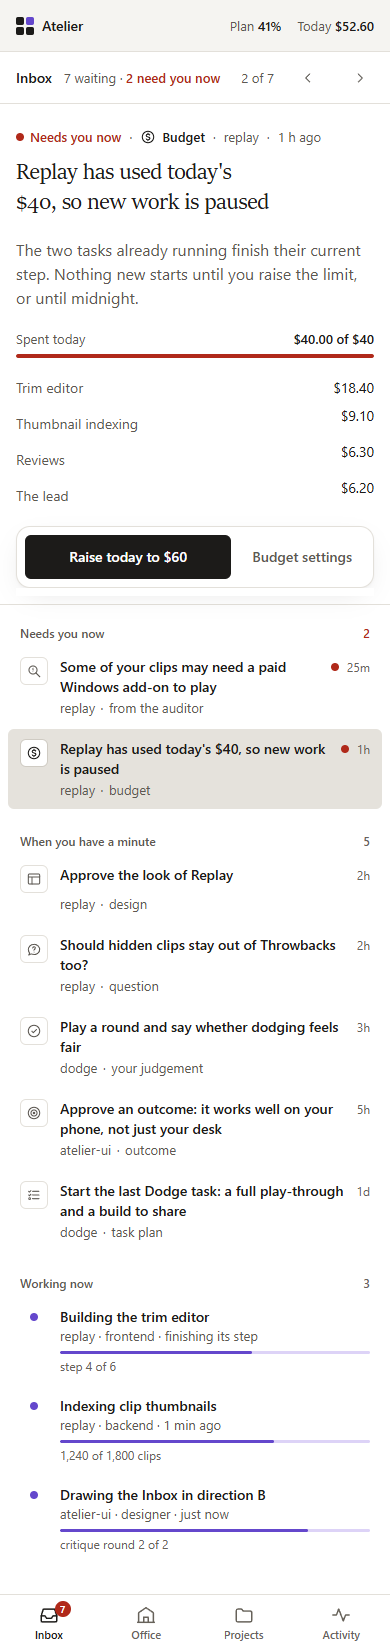 Atelier
Plan 41% Today $52.60
Inbox 7 waiting · 2 need you now 2 of 7
Needs you now · Budget · replay · 1 h ago
Replay has used today's
$40, so new work is paused
The two tasks already running finish their current
step. Nothing new starts until you raise the limit,
or until midnight.
Spent today $40.00 of $40
Trim editor $18.40
Thumbnail indexing $9.10
Reviews $6.30
The lead $6.20
Raise today to $60 Budget settings
Needs you now 2
Some of your clips may need a paid 25m
Windows add-on to play
replay · from the auditor
Replay has used today's $40, so new work 1h
is paused
replay · budget
When you have a minute 5
Approve the look of Replay 2h
replay · design
Should hidden clips stay out of Throwbacks 2h
too?
replay · question
Play a round and say whether dodging feels 3h
fair
dodge · your judgement
Approve an outcome: it works well on your 5h
phone, not just your desk
atelier-ui · outcome
Start the last Dodge task: a full play-through 1d
and a build to share
dodge · task plan
Working now 3
Building the trim editor
replay · frontend · finishing its step
step 4 of 6
Indexing clip thumbnails
replay · backend · 1 min ago
1,240 of 1,800 clips
Drawing the Inbox in direction B
atelier-ui · designer · just now
critique round 2 of 2
7
Inbox Office Projects Activity